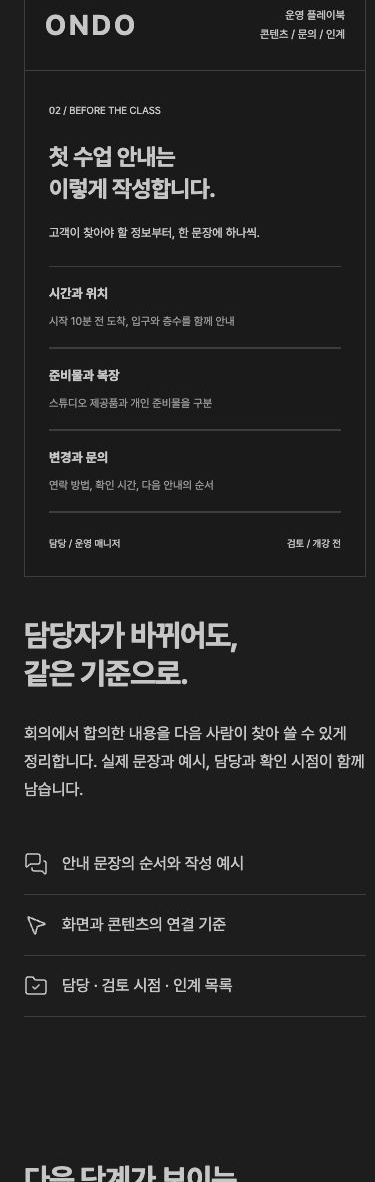 ONDO
운영 플레이북
콘텐츠 / 문의 / 인계
02 / BEFORE THE CLASS
첫 수업 안내는
이렇게 작성합니다.
고객이 찾아야 할 정보부터, 한 문장에 하나씩.
시간과 위치
시작 10분 전 도착, 입구와 층수를 함께 안내
준비물과 복장
스튜디오 제공품과 개인 준비물을 구분
변경과 문의
연락 방법, 확인 시간, 다음 안내의 순서
담당 / 운영 매니저
검토 / 개강 전
담당자가 바뀌어도,
같은 기준으로.
회의에서 합의한 내용을 다음 사람이 찾아 쓸 수 있게
정리합니다. 실제 문장과 예시, 담당과 확인 시점이 함께
남습니다.
안내 문장의 순서와 작성 예시
화면과 콘텐츠의 연결 기준
담당 · 검토 시점 · 인계 목록
다음 단계가 보이는